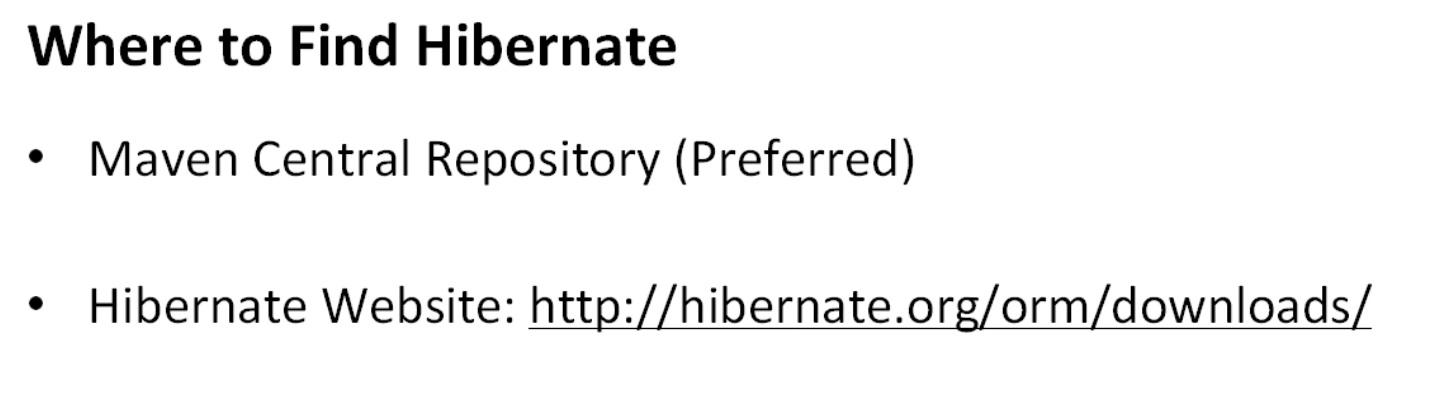 Where to Find Hibernate
• Maven Central Repository (Preferred)
• Hibernate Website: http://hibernate.org/orm/downloads/